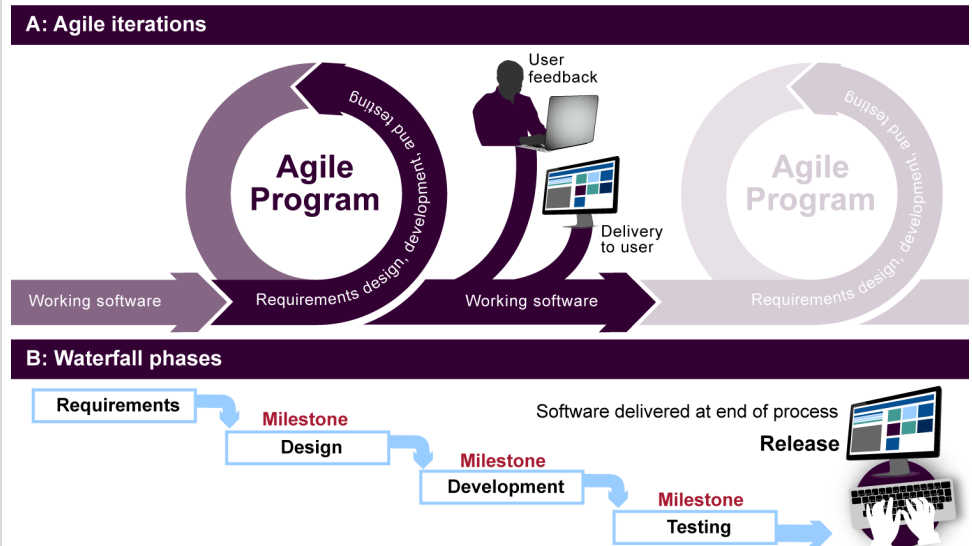 A: Agile iterations
User
feedback
Agile
Program
Requirements design, development, and testing
Delivery
to user
Working software
Working software
Agile
Program
Requirements design, development, and testing
B: Waterfall phases
Requirements
Milestone
Design
Milestone
Development
Milestone
Testing
Software delivered at end of process
Release